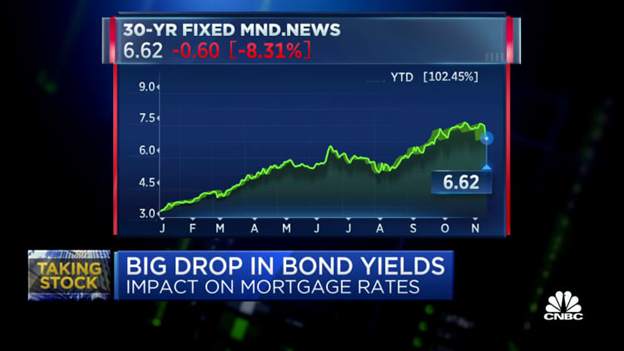 30-YR FIXED MND.NEWS
6.62 -0.60 [-8.31%]
YTD [102.45%]
9.0
7.5
6.0
4.5
3.0
6.62
J F M A M J J A S O N
TAKING
STOCK
BIG DROP IN BOND YIELDS
IMPACT ON MORTGAGE RATES
CNBC